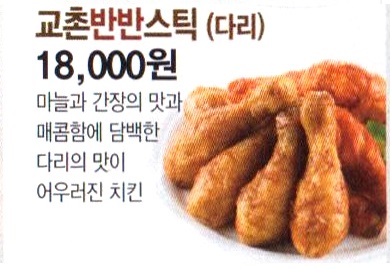 교촌반반스틱 (다리)
18,000원
마늘과 간장의 맛과
매콤함에 담백한
다리의 맛이
어우러진 치킨